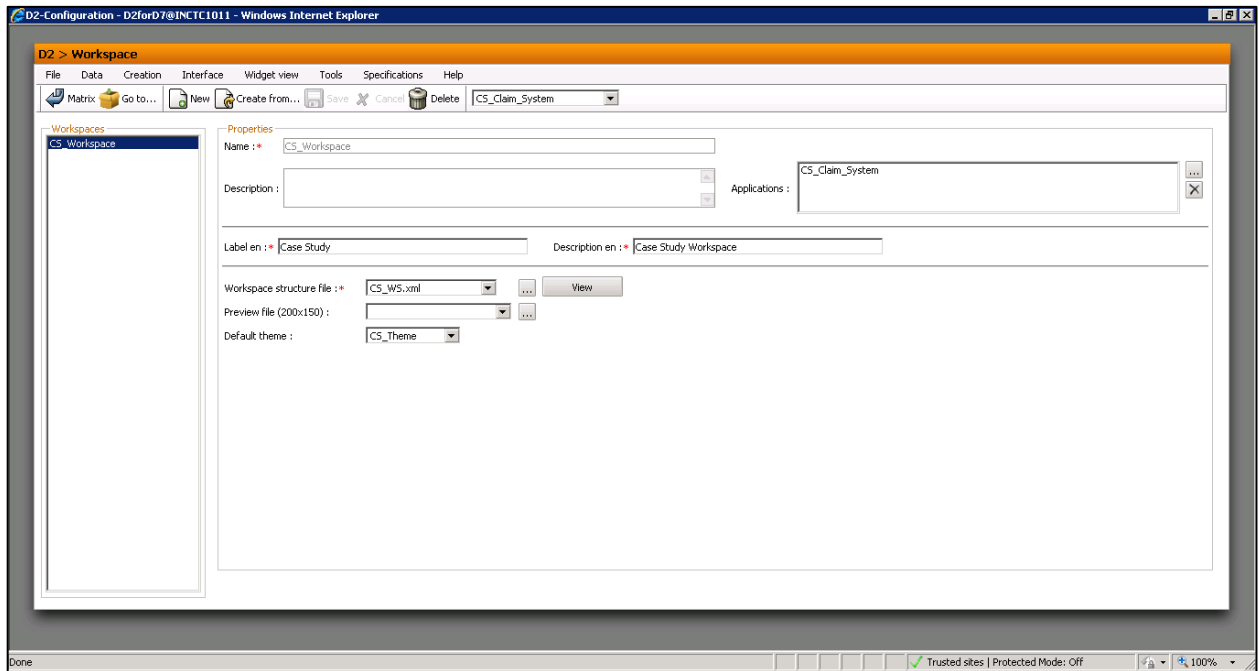 D2-Configuration - D2forD7@INCTC1011 - Windows Internet Explorer
D2 > Workspace
File Data Creation Interface Widget view Tools Specifications Help
Matrix Go to... New Create from... Save Cancel Delete CS_Claim_System
Workspaces
CS_Workspace
Properties
Name :* CS_Workspace
Description :
Applications : CS_Claim_System
...
Label en :* Case Study Description en :* Case Study Workspace
Workspace structure file :* CS_WS.xml ... View
Preview file (200x150) : ...
Default theme : CS_Theme
Done Trusted sites | Protected Mode: Off 100%